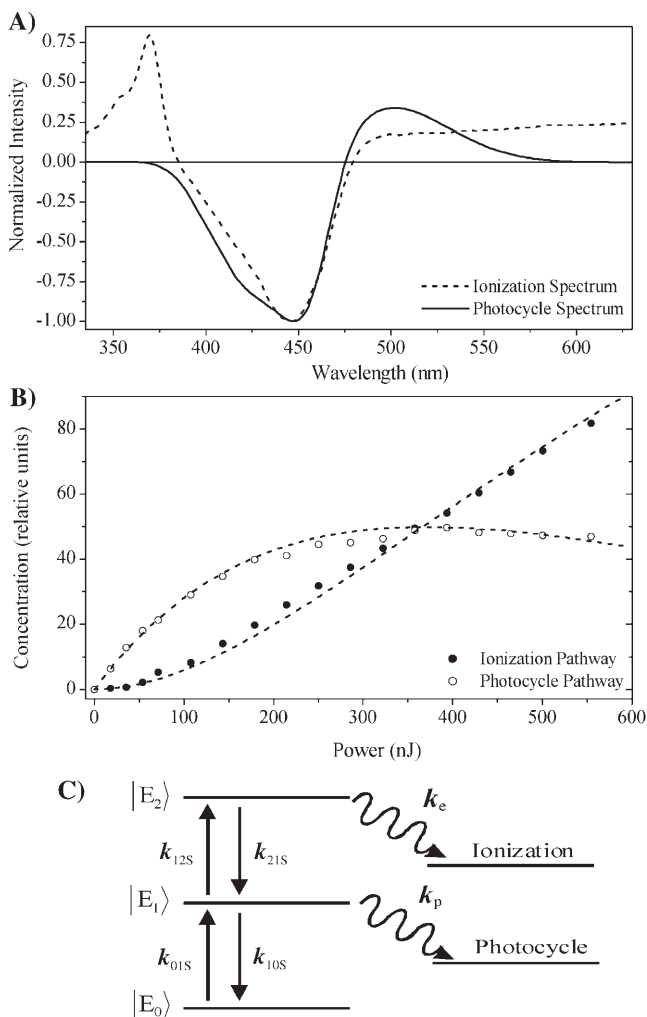 A)
Normalized Intensity
0.75
0.50
0.25
0.00
-0.25
-0.50
-0.75
-1.00
Ionization Spectrum
Photocycle Spectrum
350 400 450 500 550 600
Wavelength (nm)
B)
Concentration (relative units)
80
60
40
20
0
Ionization Pathway
Photocycle Pathway
0 100 200 300 400 500 600
Power (nJ)
C)
|E₂⟩
kₑ
Ionization
k₁₂S k₂₁S
|E₁⟩
kₚ
Photocycle
k₀₁S k₁₀S
|E₀⟩